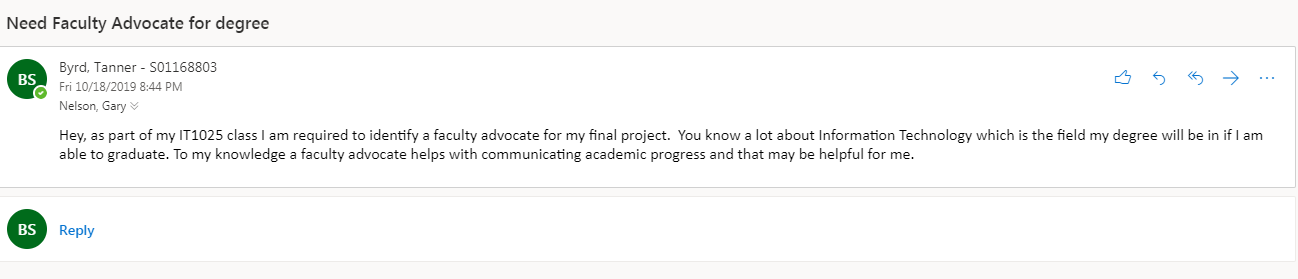 Need Faculty Advocate for degree
BS
Byrd, Tanner - S01168803
Fri 10/18/2019 8:44 PM
Nelson, Gary
Hey, as part of my IT1025 class I am required to identify a faculty advocate for my final project.  You know a lot about Information Technology which is the field my degree will be in if I am
able to graduate. To my knowledge a faculty advocate helps with communicating academic progress and that may be helpful for me.
BS
Reply